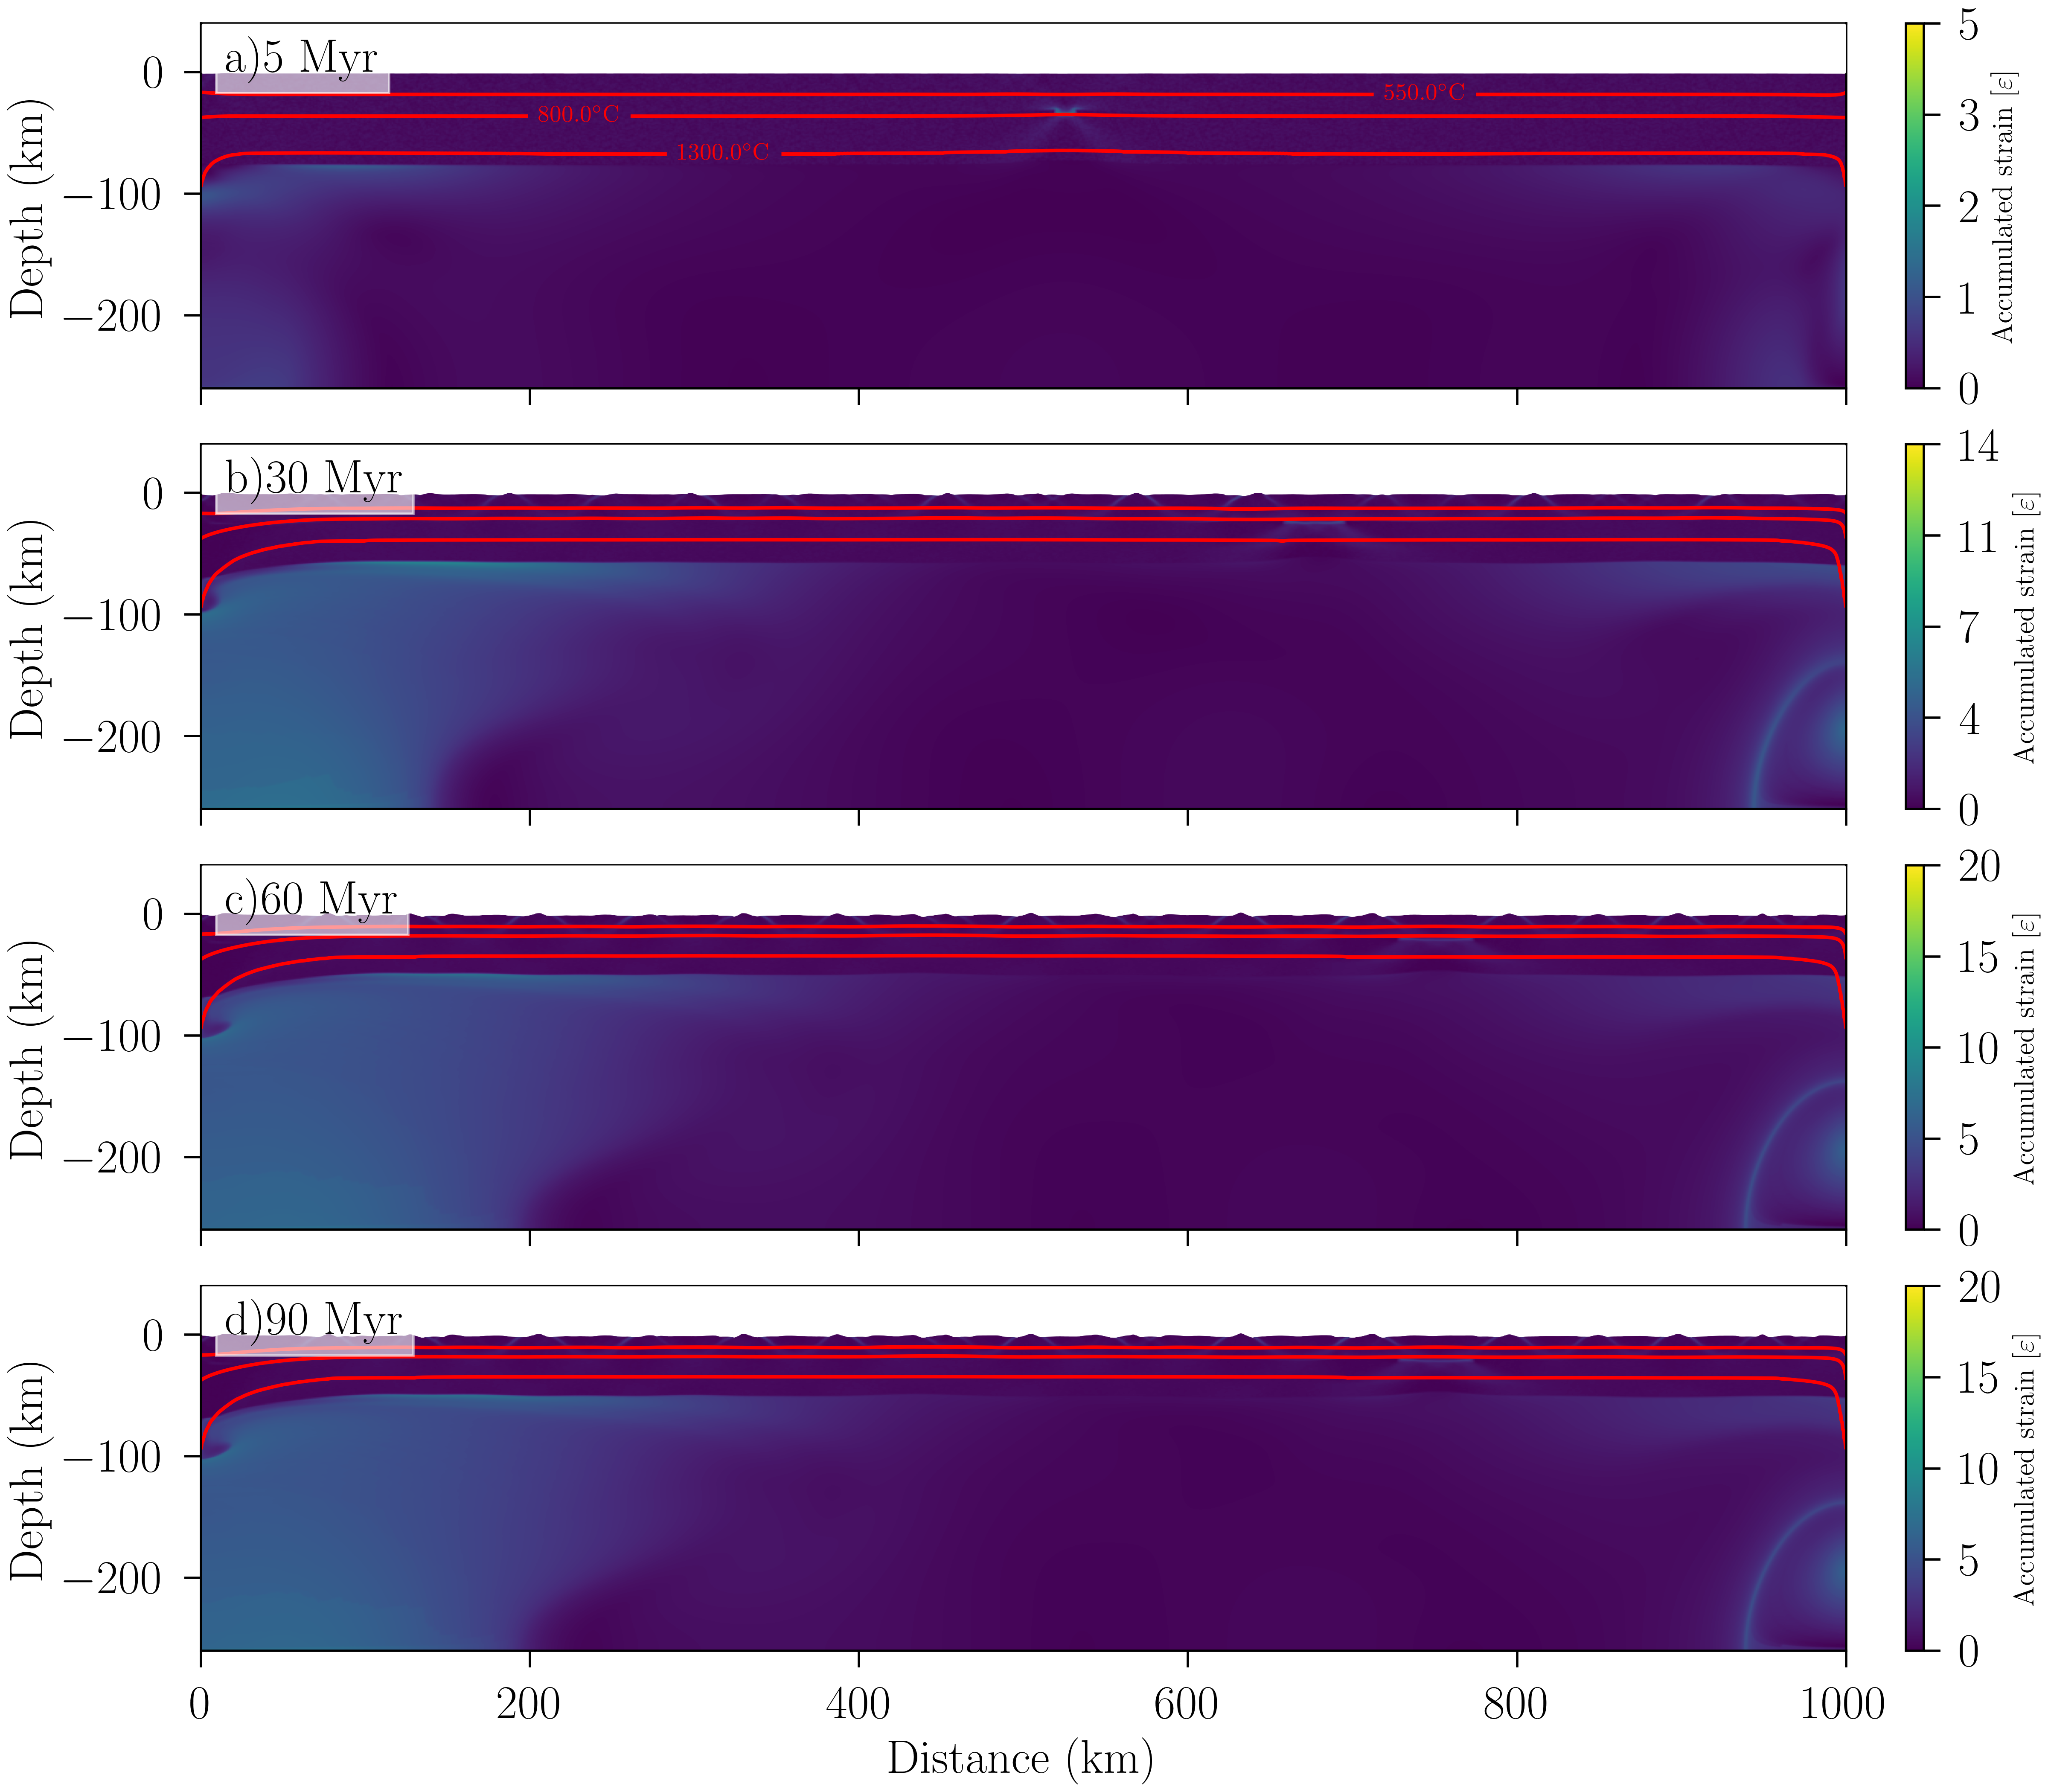 a)5 Myr
0
−100
−200
Depth (km)
550.0°C
800.0°C
1300.0°C
5
3
2
1
0
Accumulated strain [ε]
b)30 Myr
0
−100
−200
Depth (km)
14
11
7
4
0
Accumulated strain [ε]
c)60 Myr
0
−100
−200
Depth (km)
20
15
10
5
0
Accumulated strain [ε]
d)90 Myr
0
−100
−200
Depth (km)
20
15
10
5
0
Accumulated strain [ε]
0 200 400 600 800 1000
Distance (km)